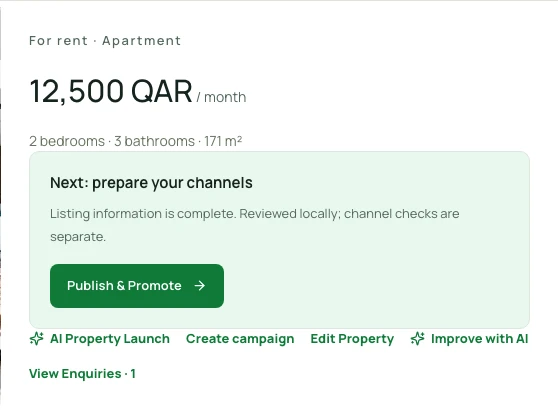 For rent · Apartment
12,500 QAR / month
2 bedrooms · 3 bathrooms · 171 m²
Next: prepare your channels
Listing information is complete. Reviewed locally; channel checks are
separate.
Publish & Promote →
AI Property Launch Create campaign Edit Property Improve with AI
View Enquiries · 1